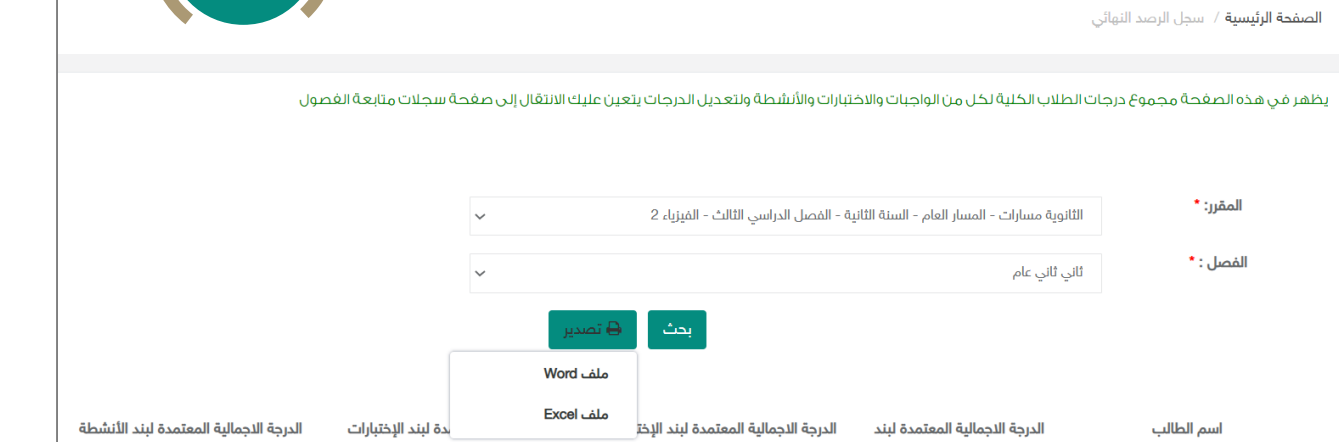 الصفحة الرئيسية / سجل الرصد النهائي
يظهر في هذه الصفحة مجموع درجات الطلاب الكلية لكل من الواجبات والاختبارات والأنشطة ولتعديل الدرجات يتعين عليك الانتقال إلى صفحة سجلات متابعة الفصول
المقرر: *
الثانوية مسارات - المسار العام - السنة الثانية - الفصل الدراسي الثالث - الفيزياء 2
الفصل : *
ثاني ثاني عام
بحث
تصدير
ملف Word
ملف Excel
اسم الطالب
الدرجة الاجمالية المعتمدة لبند
الدرجة الاجمالية المعتمدة لبند
لبند الإختبارات
الدرجة الاجمالية المعتمدة لبند الأنشطة